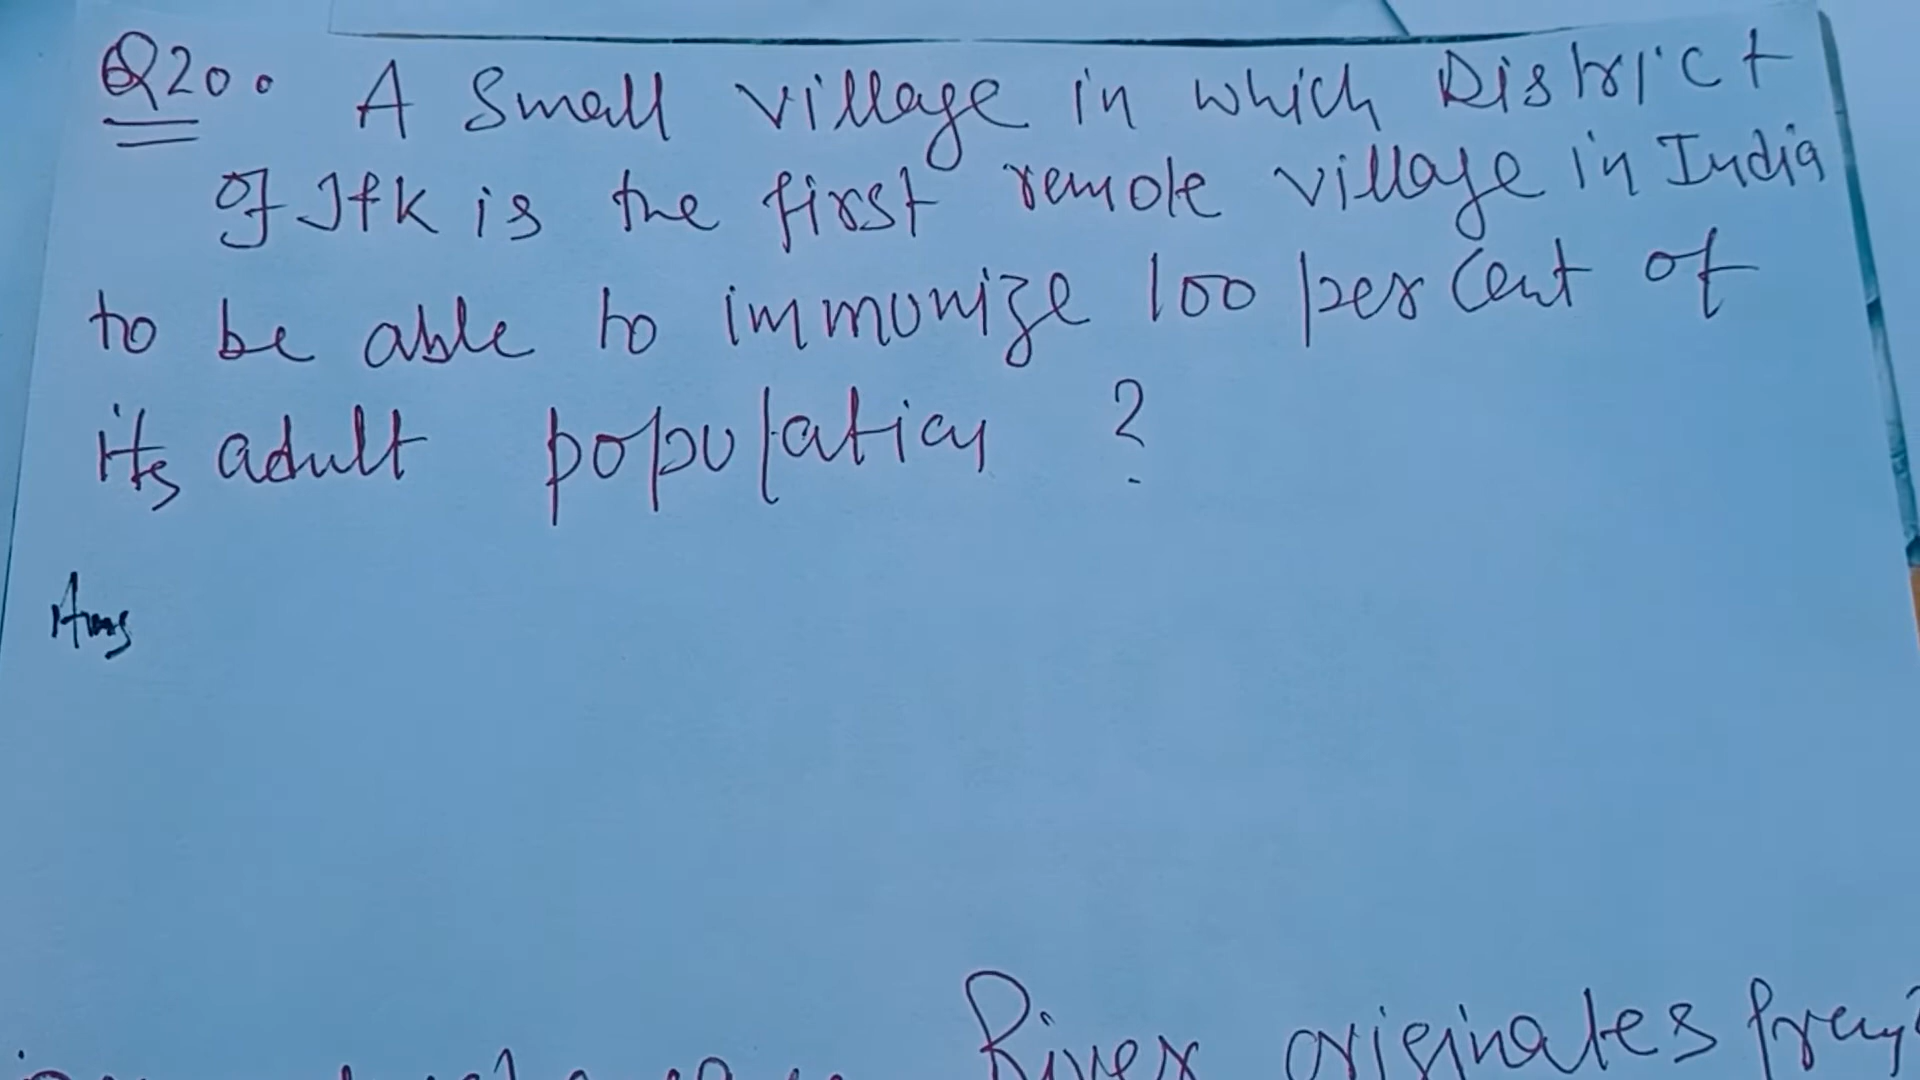 Q20. A Small village in which District
of J&K is the first remote village in India
to be able to immunize 100 per cent of
its adult population ?
Ans
River originates from